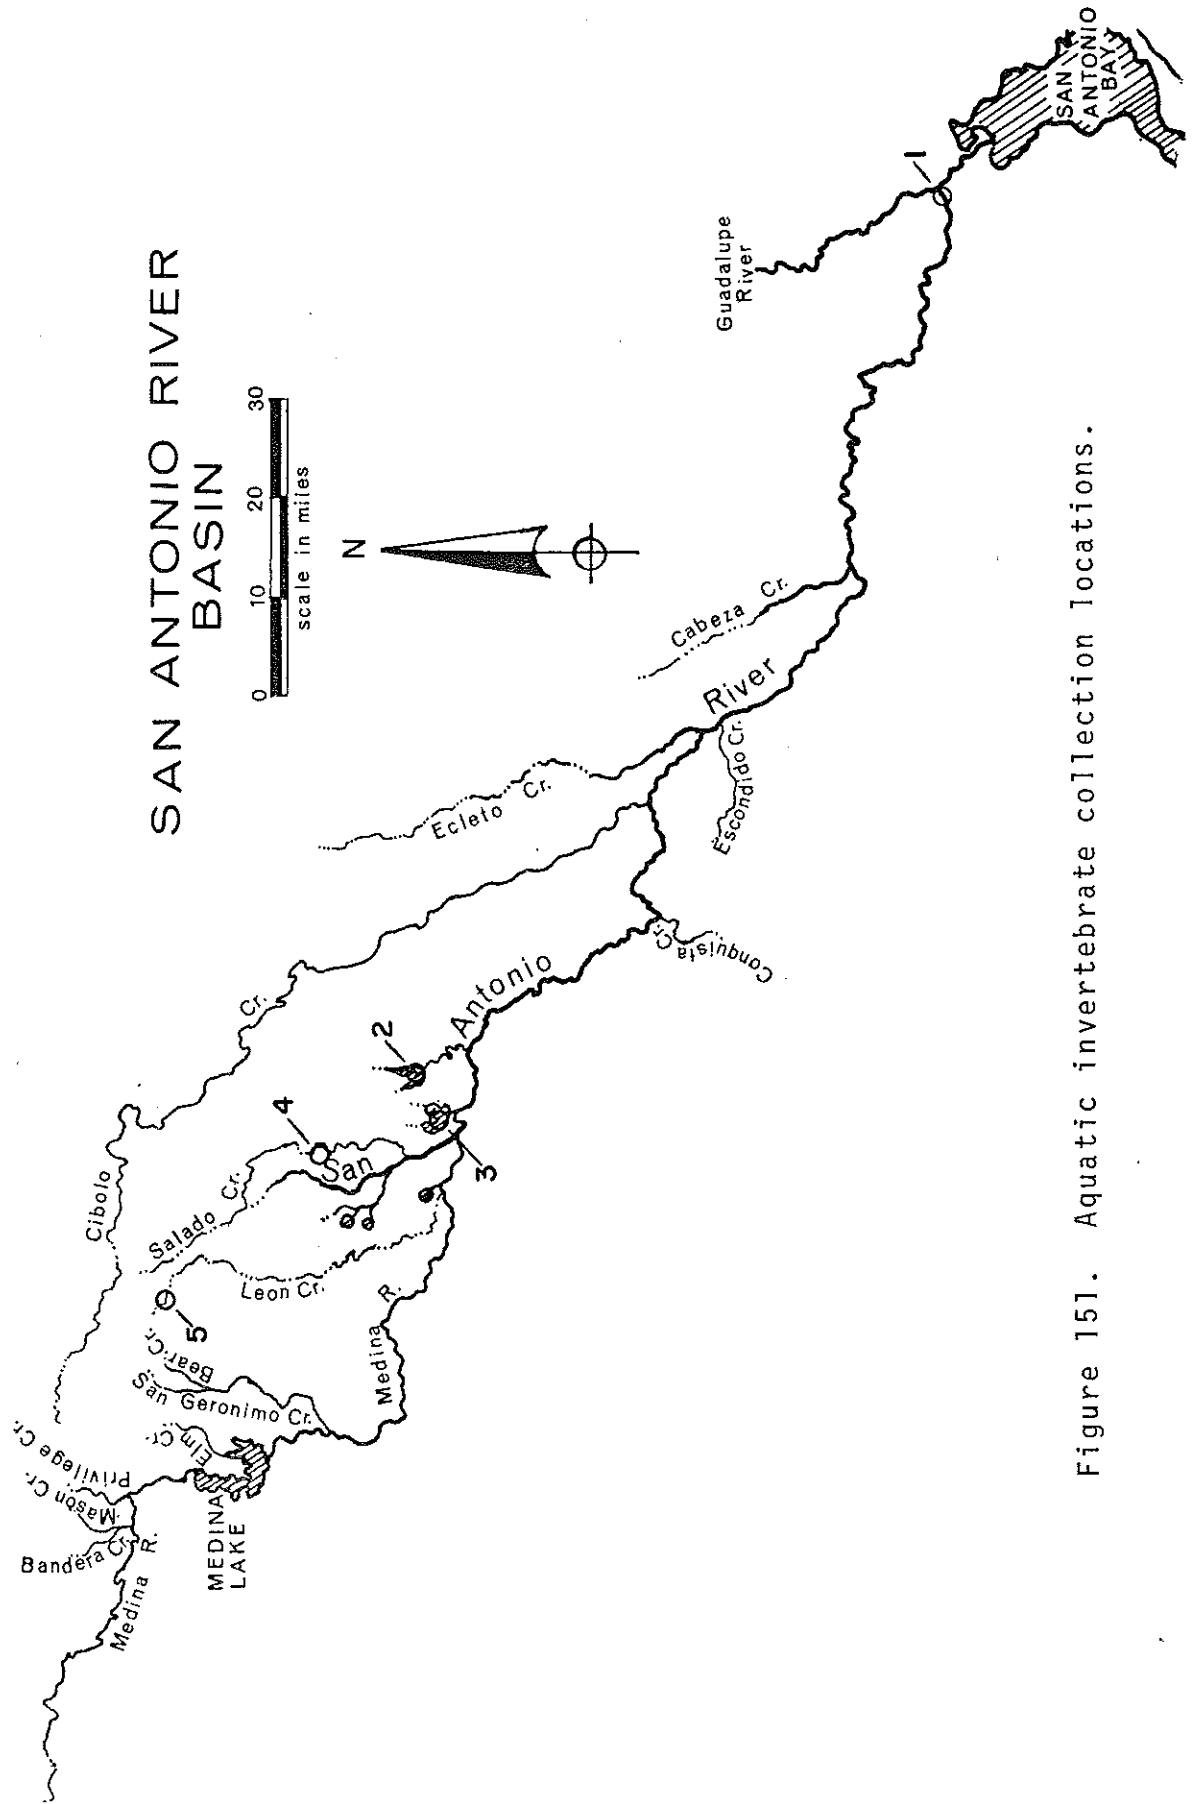 SAN ANTONIO RIVER
BASIN
0 10 20 30
scale in miles
N
Guadalupe
River
1
SAN
ANTONIO
BAY
Cabeza Cr.
River
Escondido Cr.
Ecleto Cr.
Conquista Cr.
Antonio
2
Cibolo Cr.
4
San
3
Salado Cr.
Leon Cr.
5
Medina R.
Bear Cr.
San Geronimo Cr.
Elm Cr.
Privilege Cr.
Mason Cr.
Bandera Cr.
MEDINA
LAKE
Medina R.
Figure 151. Aquatic invertebrate collection locations.